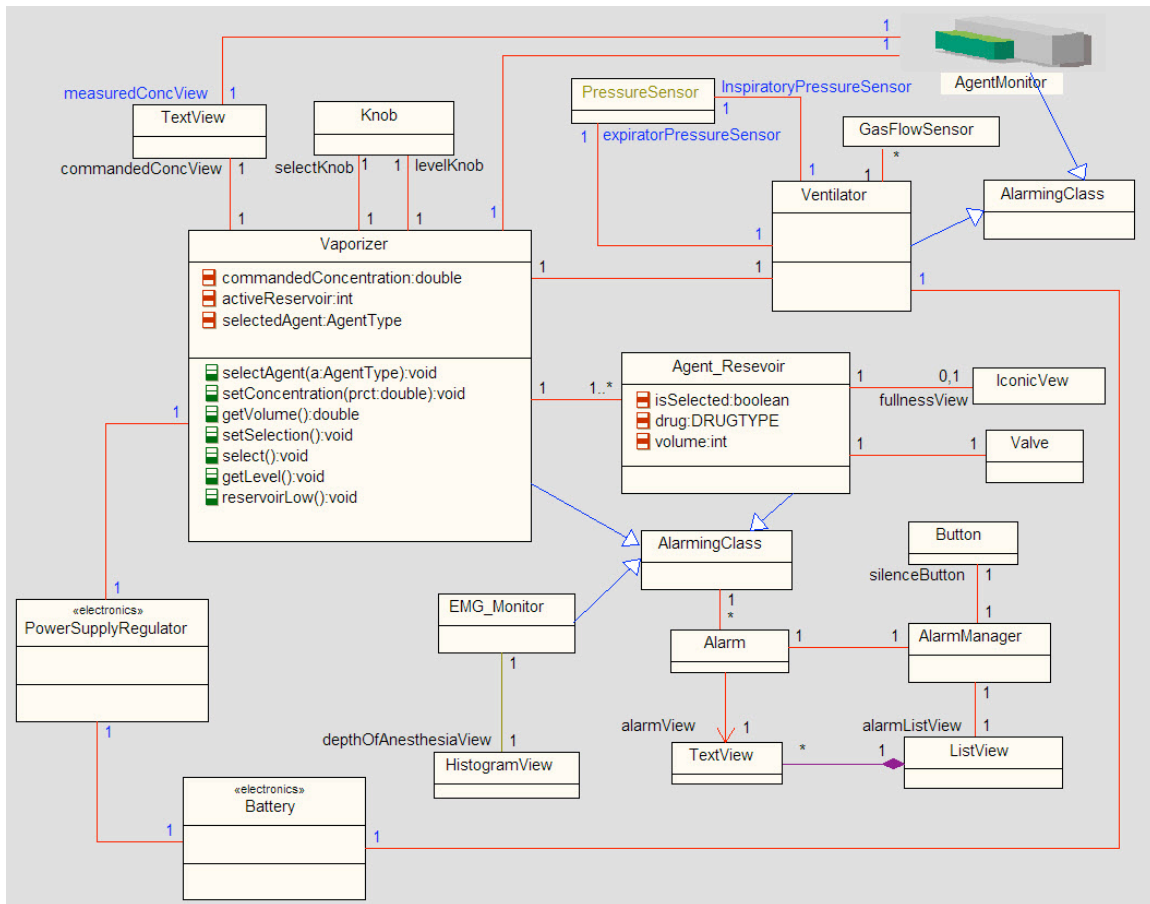 1
1
AgentMonitor
measuredConcView
1
TextView
commandedConcView
1
1
Knob
selectKnob
1
1
levelKnob
1
1
1
PressureSensor
InspiratoryPressureSensor
1
1
expiratorPressureSensor
GasFlowSensor
*
1
1
Ventilator
1
AlarmingClass
Vaporizer
commandedConcentration:double
activeReservoir:int
selectedAgent:AgentType
1
1
1
selectAgent(a:AgentType):void
setConcentration(prct:double):void
getVolume():double
setSelection():void
select():void
getLevel():void
reservoirLow():void
1
1..*
Agent_Resevoir
isSelected:boolean
drug:DRUGTYPE
volume:int
1
0,1
fullnessView
IconicVew
1
1
Valve
1
1
«electronics»
PowerSupplyRegulator
1
AlarmingClass
1
*
EMG_Monitor
1
depthOfAnesthesiaView
1
HistogramView
Button
silenceButton
1
1
Alarm
1
1
AlarmManager
1
alarmView
1
alarmListView
1
TextView
*
1
ListView
«electronics»
Battery
1
1